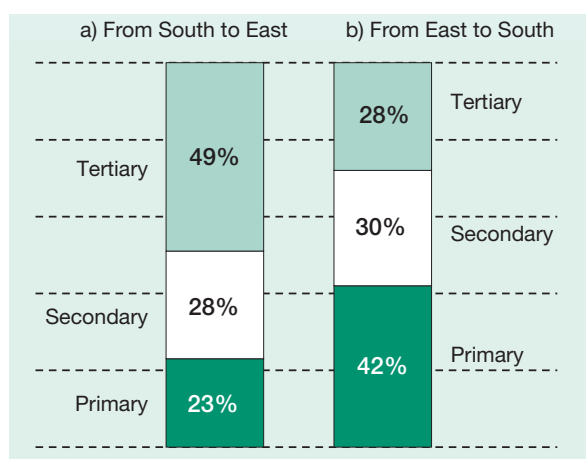 a) From South to East
b) From East to South
Tertiary
49%
28%
Tertiary
Secondary
28%
30%
Secondary
Primary
23%
42%
Primary